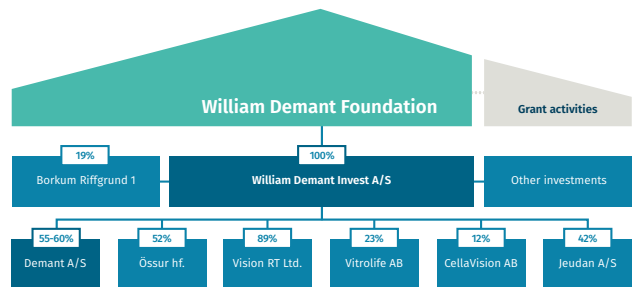 William Demant Foundation
Grant activities
19%
100%
Borkum Riffgrund 1
William Demant Invest A/S
Other investments
55-60%
52%
89%
23%
12%
42%
Demant A/S
Össur hf.
Vision RT Ltd.
Vitrolife AB
CellaVision AB
Jeudan A/S